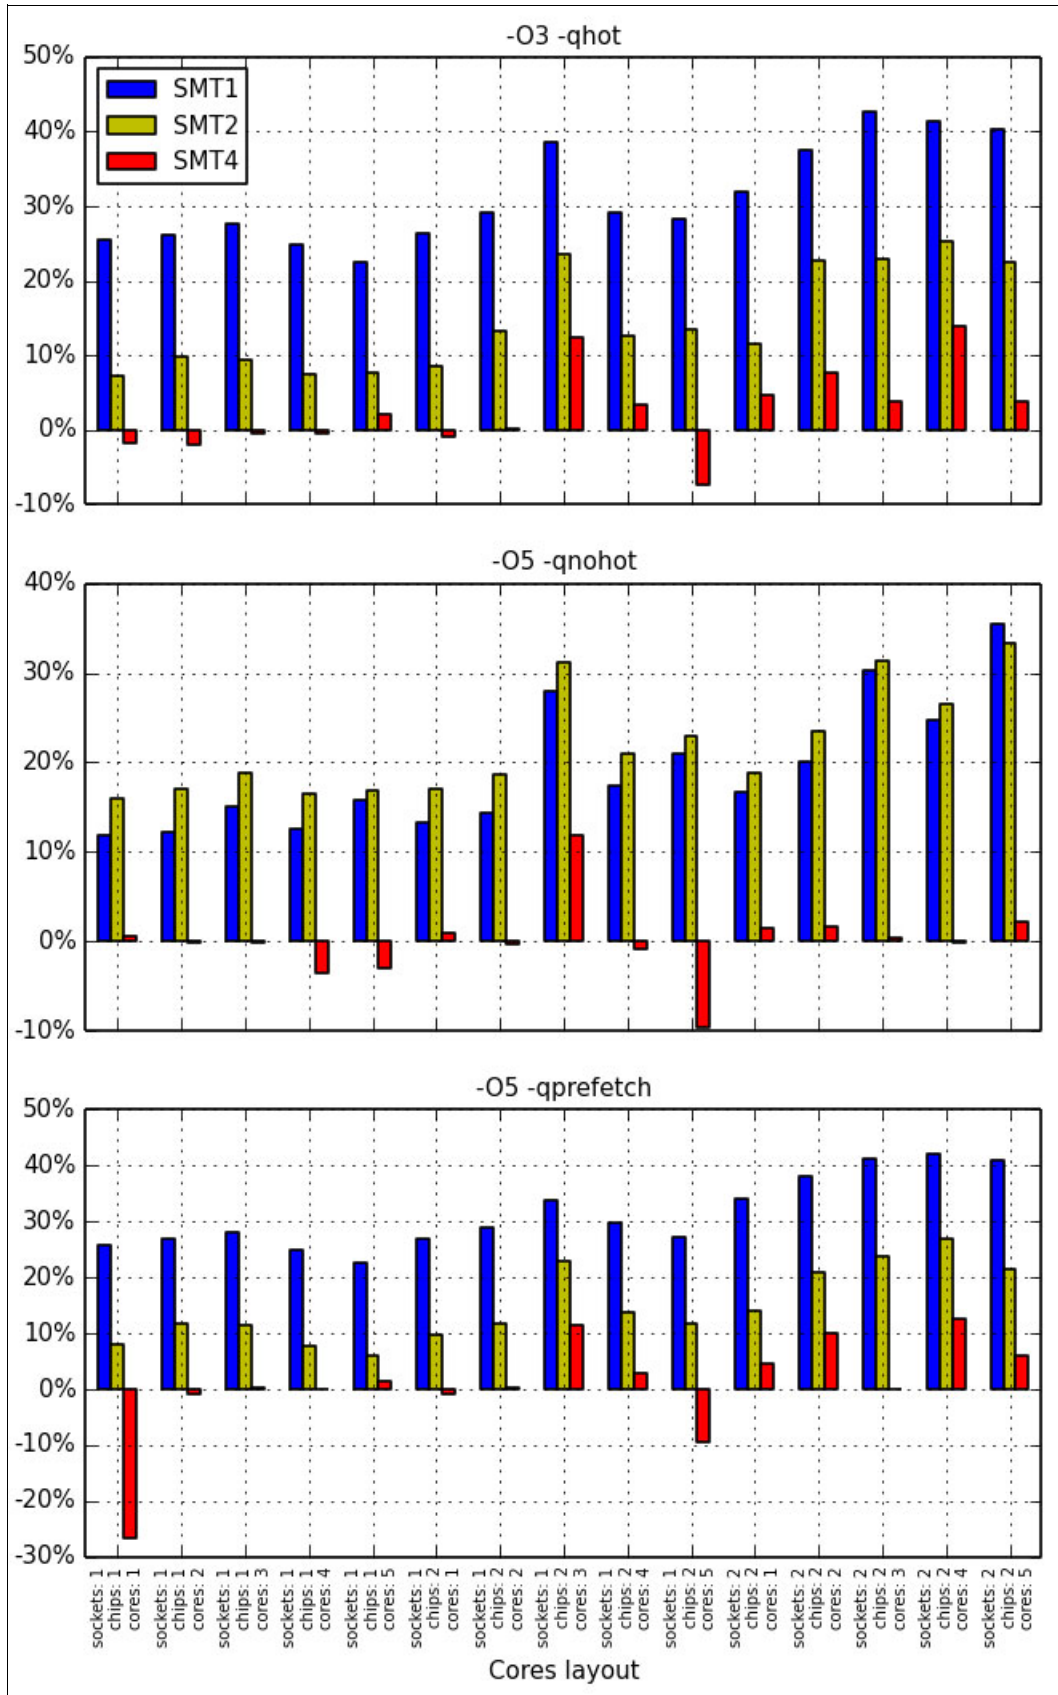 -O3 -qhot
50%
40%
30%
20%
10%
0%
-10%
SMT1
SMT2
SMT4
-O5 -qnohot
40%
30%
20%
10%
0%
-10%
-O5 -qprefetch
50%
40%
30%
20%
10%
0%
-10%
-20%
-30%
sockets: 1
chips: 1
cores: 1
sockets: 1
chips: 1
cores: 2
sockets: 1
chips: 1
cores: 3
sockets: 1
chips: 1
cores: 4
sockets: 1
chips: 1
cores: 5
sockets: 1
chips: 2
cores: 1
sockets: 1
chips: 2
cores: 2
sockets: 1
chips: 2
cores: 3
sockets: 1
chips: 2
cores: 4
sockets: 1
chips: 2
cores: 5
sockets: 2
chips: 2
cores: 1
sockets: 2
chips: 2
cores: 2
sockets: 2
chips: 2
cores: 3
sockets: 2
chips: 2
cores: 4
sockets: 2
chips: 2
cores: 5
Cores layout